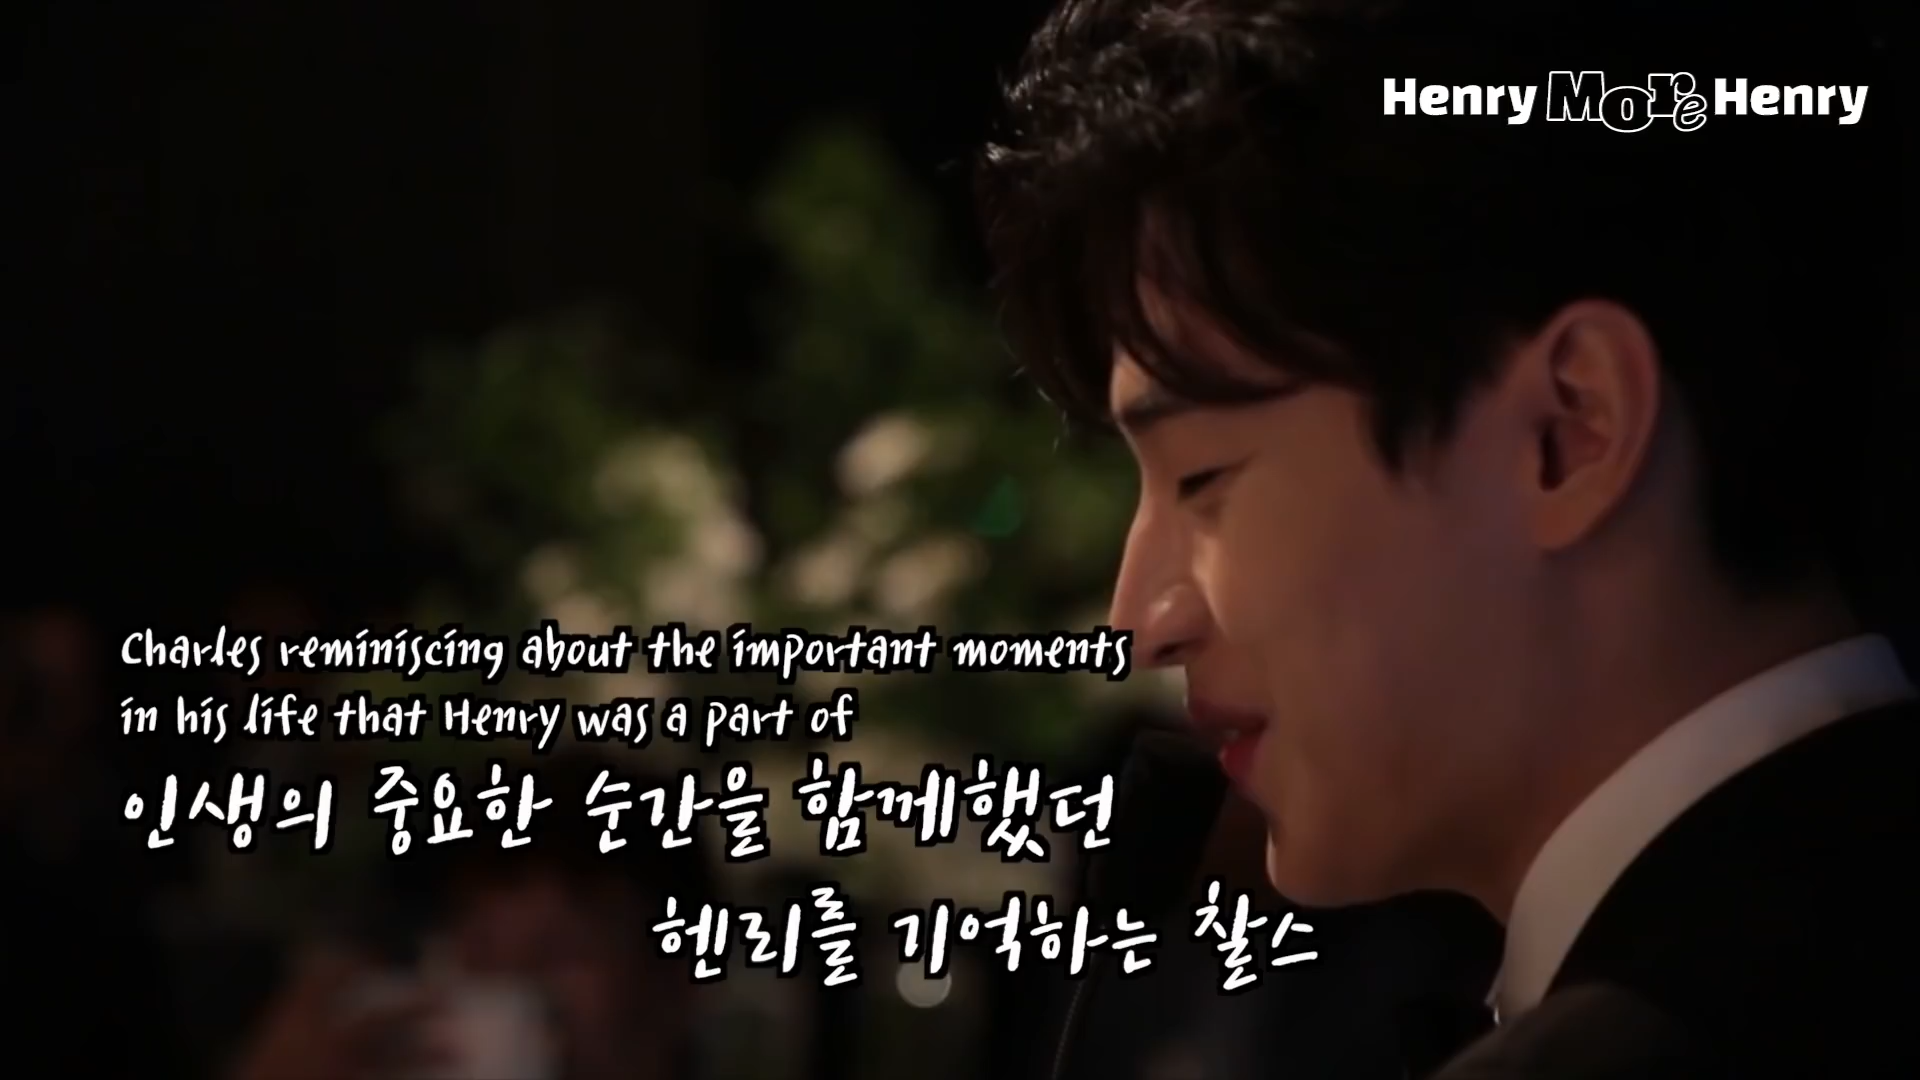 Henry More Henry
Charles reminiscing about the important moments
in his life that Henry was a part of
인생의 중요한 순간을 함께했던
헨리를 기억하는 찰스